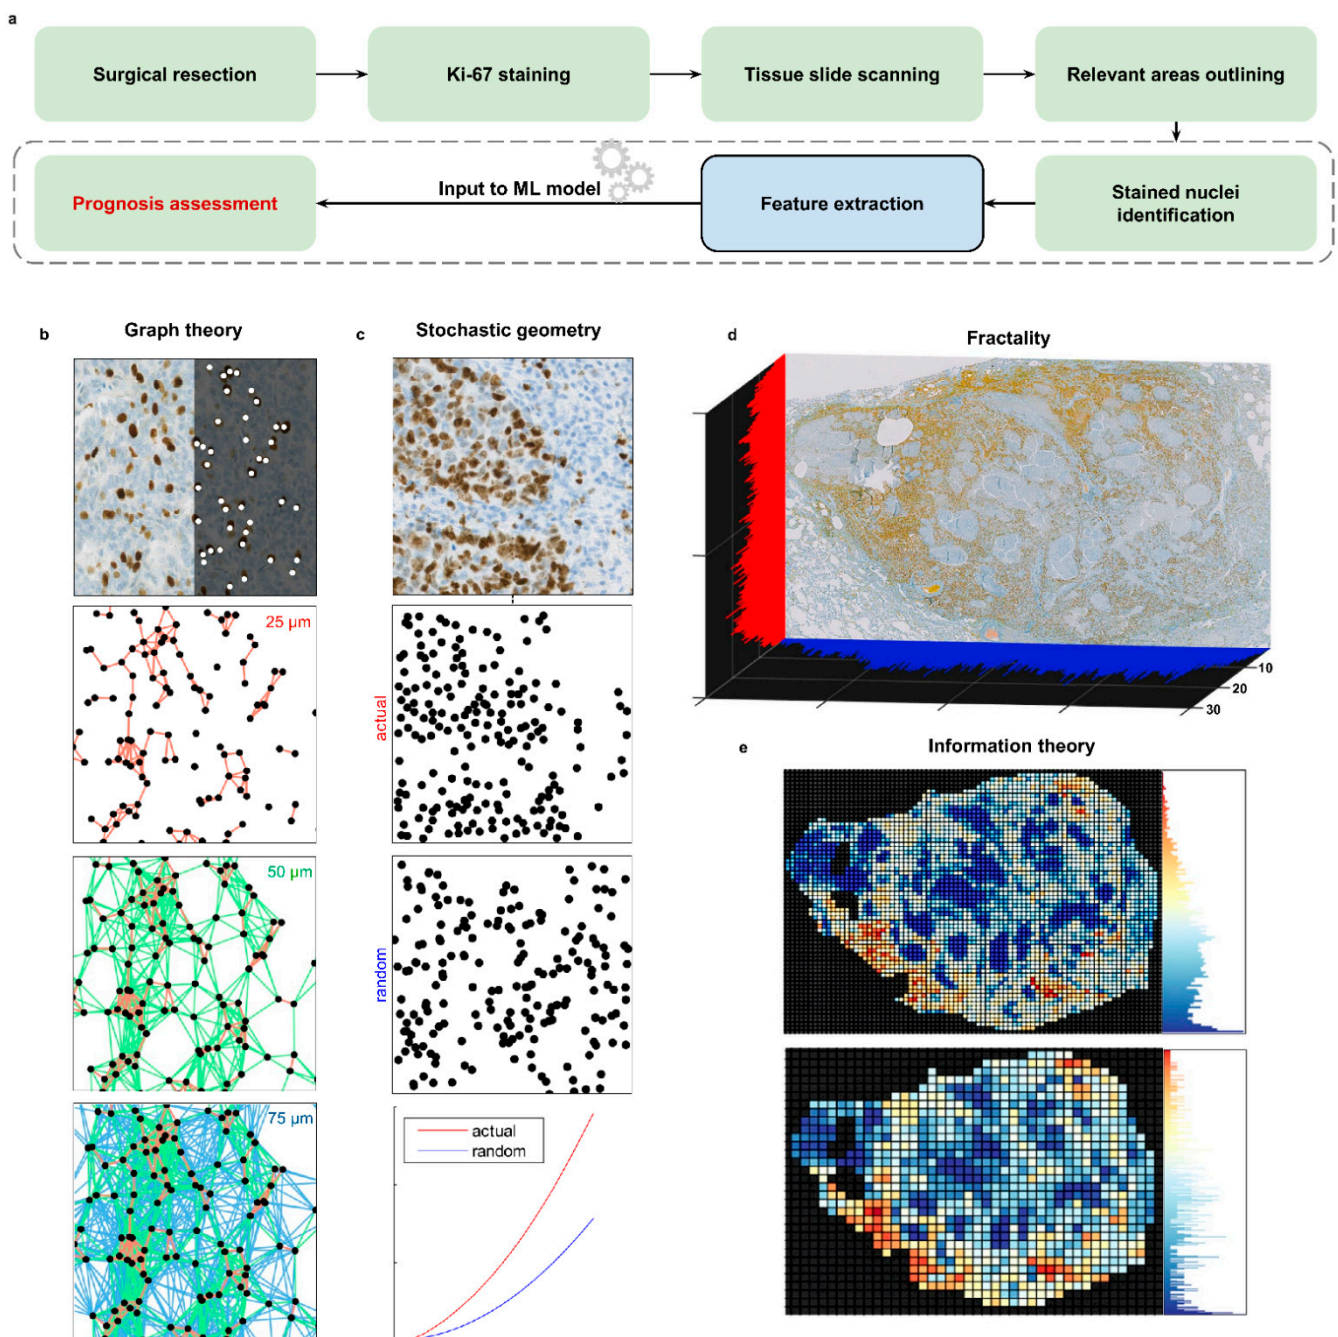 a
Surgical resection
Ki-67 staining
Tissue slide scanning
Relevant areas outlining
Prognosis assessment
Input to ML model
Feature extraction
Stained nuclei
identification
b
Graph theory
25 µm
50 µm
75 µm
c
Stochastic geometry
actual
random
actual
random
d
Fractality
10
20
30
e
Information theory